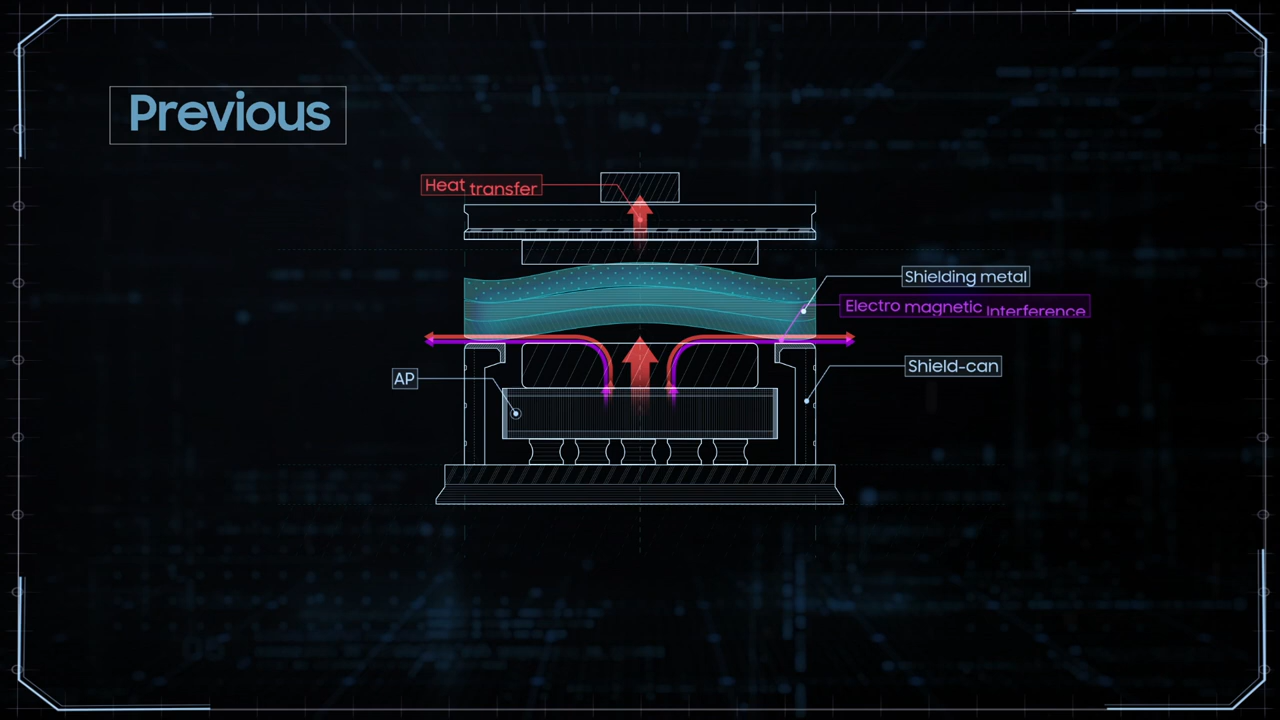 Previous
Heat transfer
Shielding metal
Electro magnetic Interference
Shield-can
AP